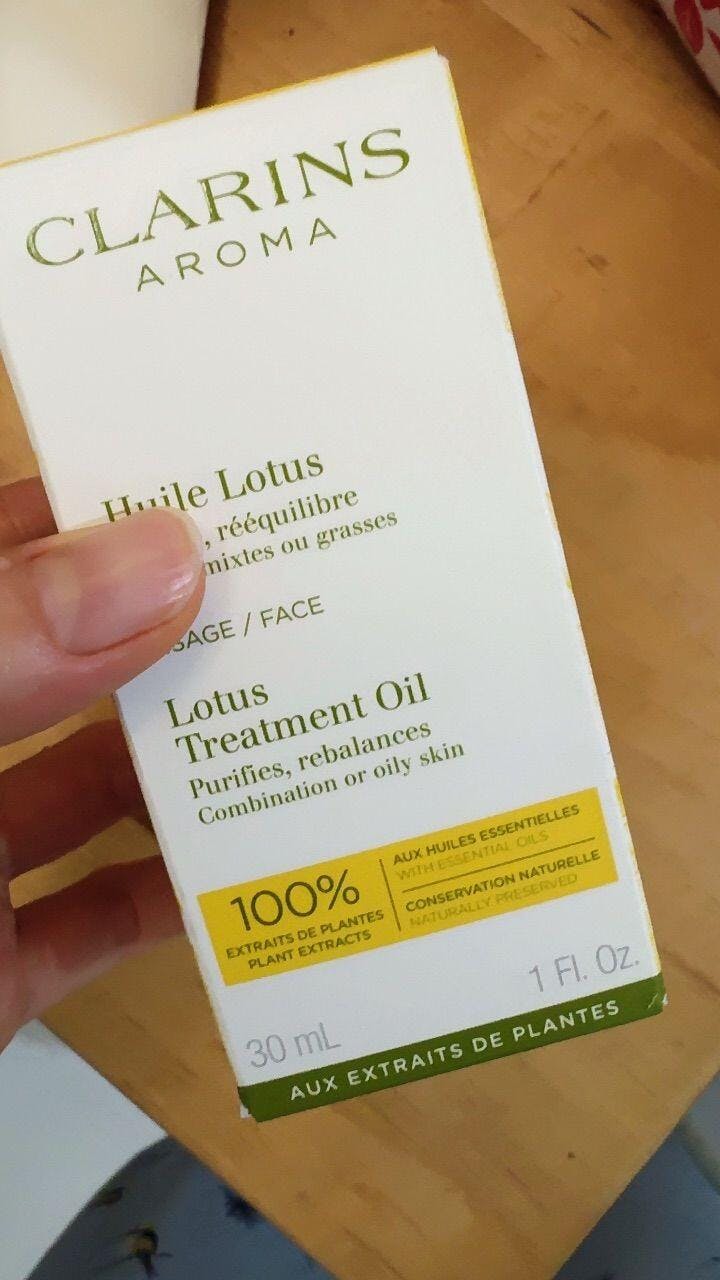 CLARINS
AROMA
Huile Lotus
, rééquilibre
mixtes ou grasses
/ FACE
Lotus
Treatment Oil
Purifies, rebalances
Combination or oily skin
100%
EXTRAITS DE PLANTES
PLANT EXTRACTS
AUX HUILES ESSENTIELLES
WITH ESSENTIAL OILS
CONSERVATION NATURELLE
NATURALLY PRESERVED
30 mL
1 Fl. Oz.
AUX EXTRAITS DE PLANTES